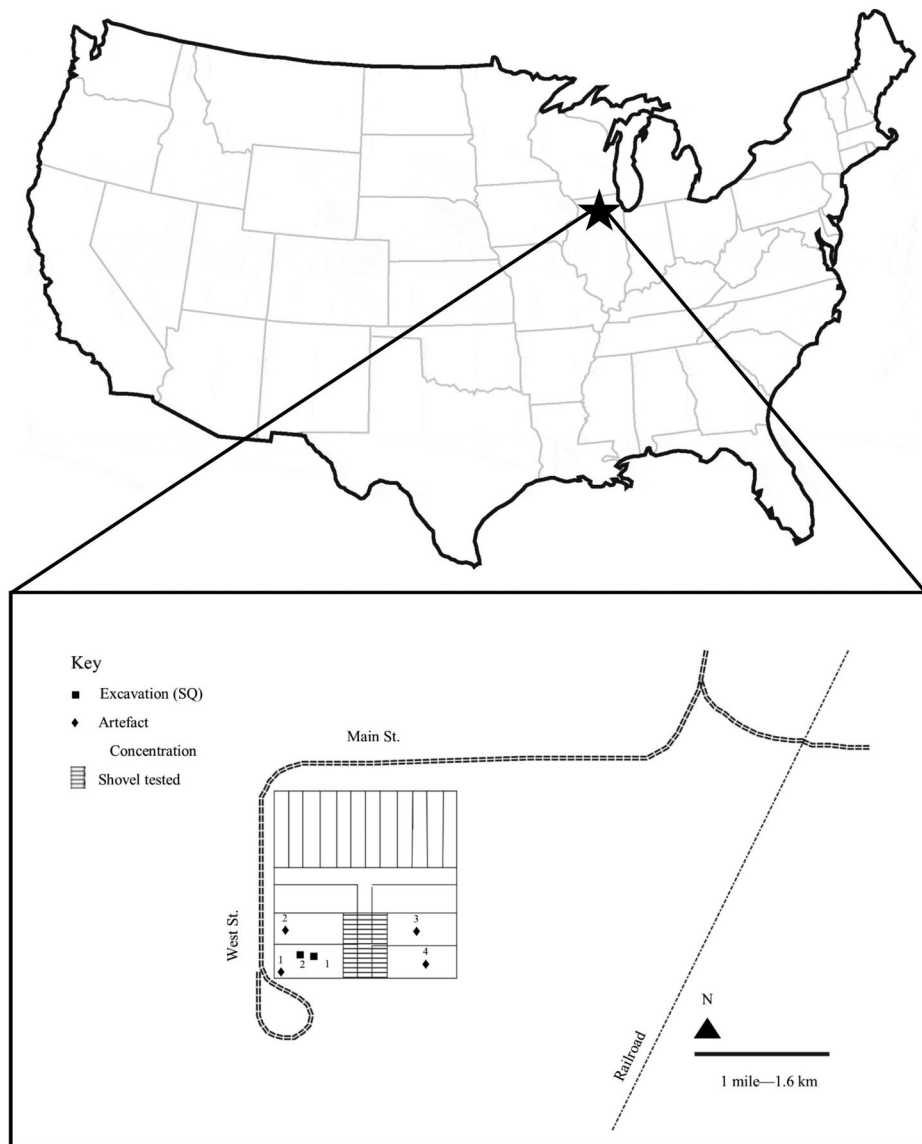 Key
Excavation (SQ)
Artefact
Concentration
Shovel tested
Main St.
West St.
2
3
1
2
1
4
Railroad
N
1 mile—1.6 km